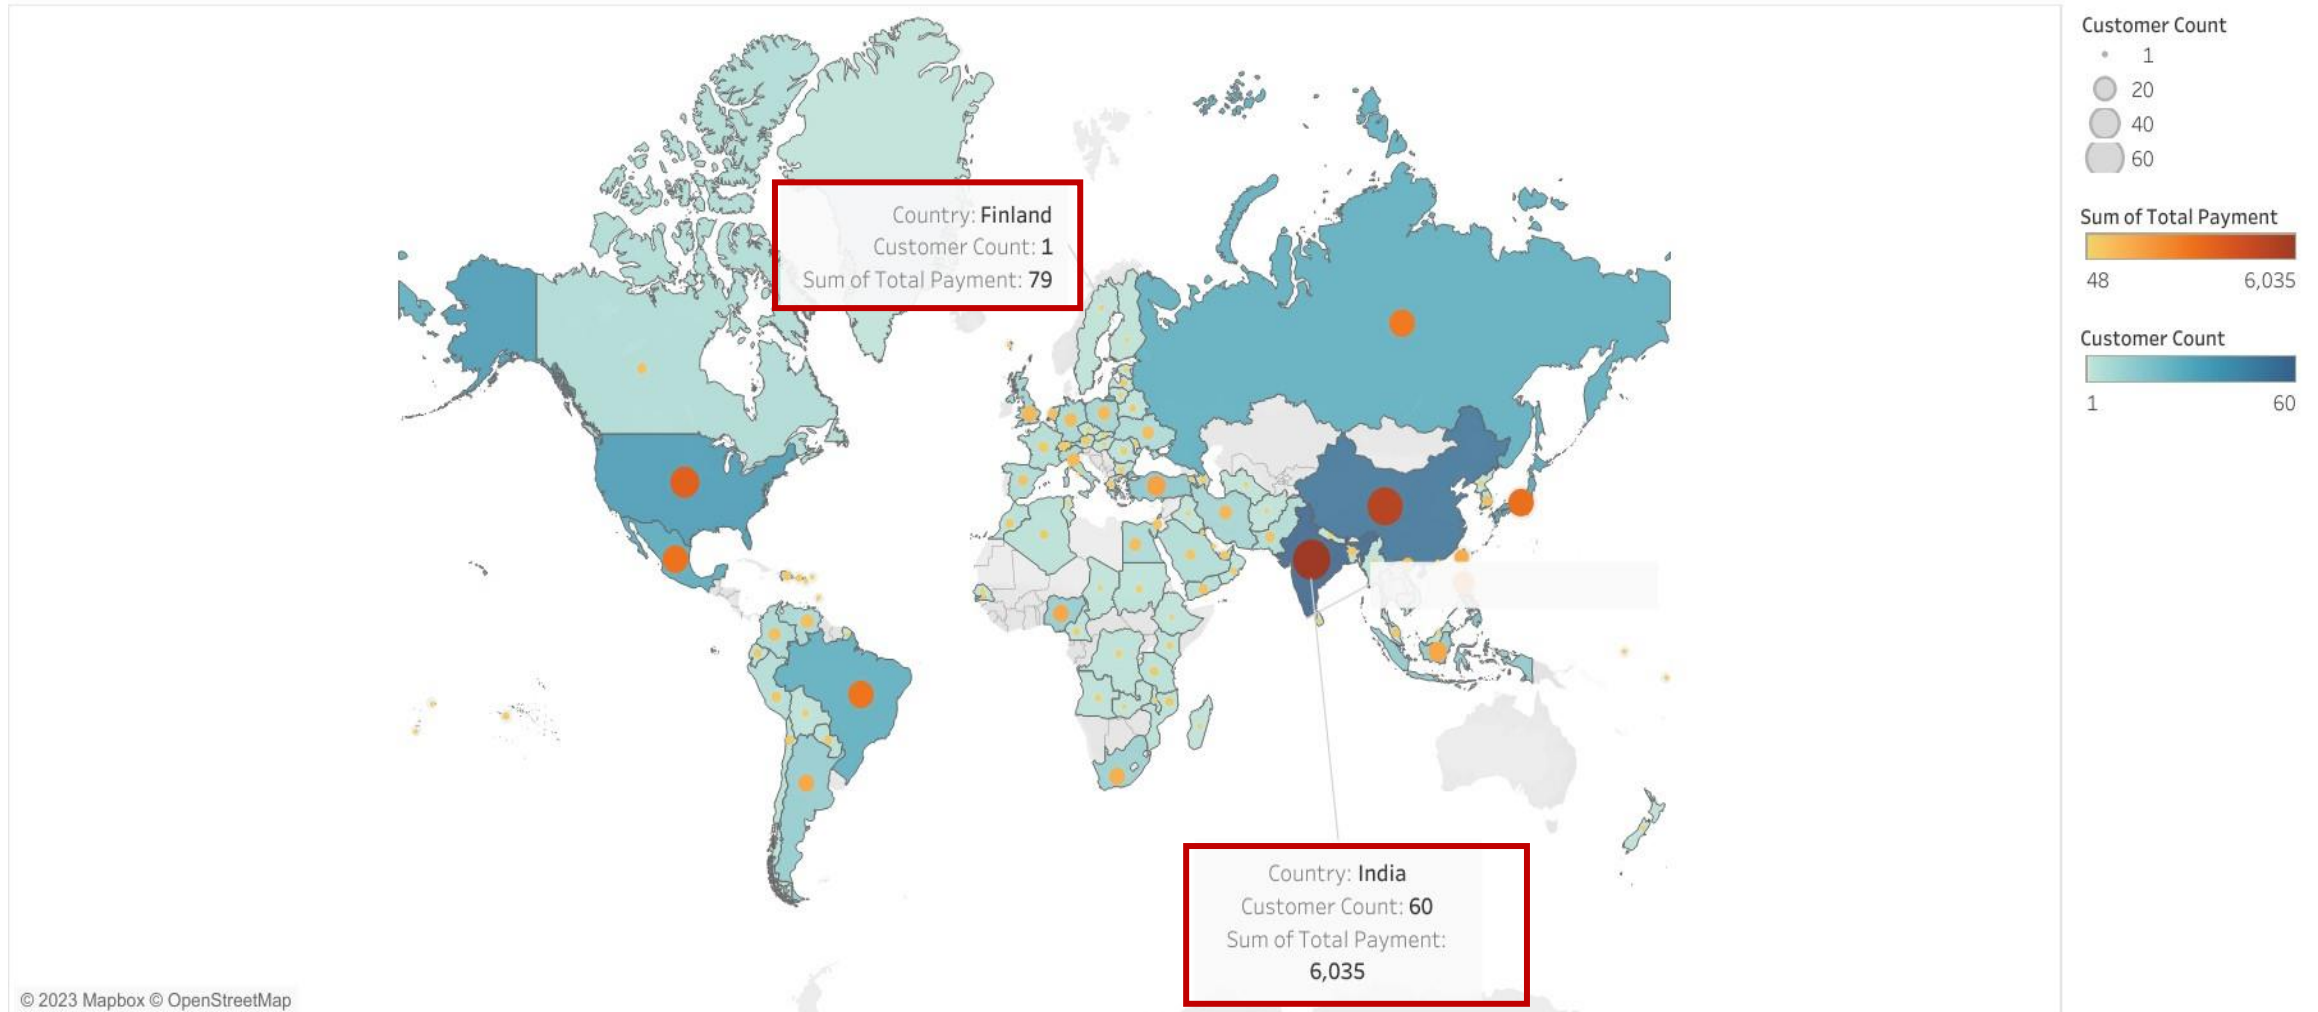 Country: Finland
Customer Count: 1
Sum of Total Payment: 79
Country: India
Customer Count: 60
Sum of Total Payment:
6,035
© 2023 Mapbox © OpenStreetMap
Customer Count
1
20
40
60
Sum of Total Payment
48 6,035
Customer Count
1 60